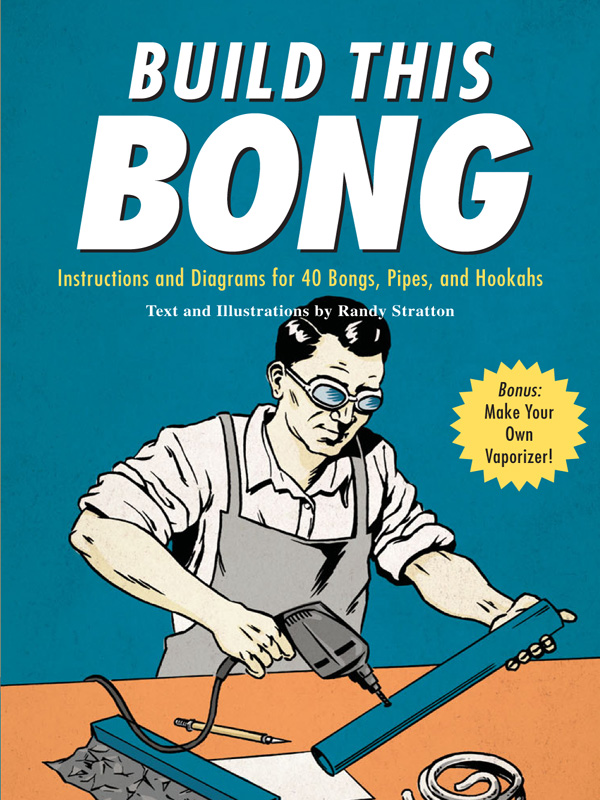 BUILD THIS
BONG
Instructions and Diagrams for 40 Bongs, Pipes, and Hookahs
Text and Illustrations by Randy Stratton
Bonus:
Make Your
Own
Vaporizer!